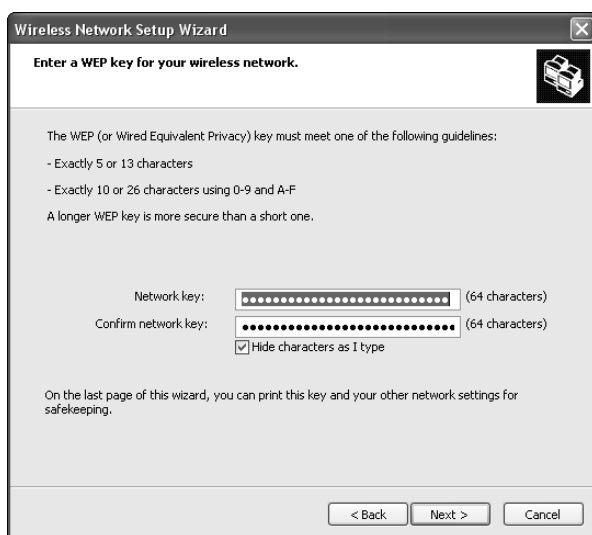 Wireless Network Setup Wizard
Enter a WEP key for your wireless network.
The WEP (or Wired Equivalent Privacy) key must meet one of the following guidelines:
- Exactly 5 or 13 characters
- Exactly 10 or 26 characters using 0-9 and A-F
A longer WEP key is more secure than a short one.
Network key: (64 characters)
Confirm network key: (64 characters)
Hide characters as I type
On the last page of this wizard, you can print this key and your other network settings for
safekeeping.
< Back Next > Cancel